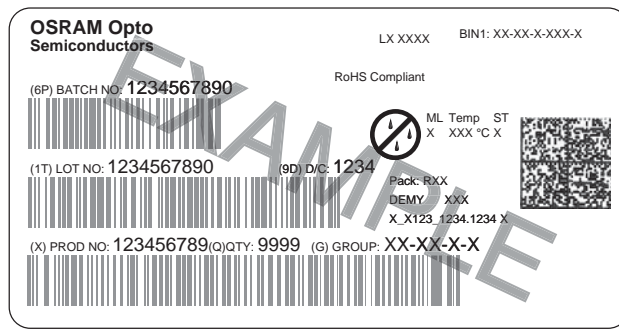 OSRAM Opto
Semiconductors
LX XXXX
BIN1: XX-XX-X-XXX-X
RoHS Compliant
(6P) BATCH NO: 1234567890
ML Temp ST
X XXX °C X
(1T) LOT NO: 1234567890 (9D) D/C: 1234
Pack: RXX
DEMY XXX
X_X123_1234.1234 X
(X) PROD NO: 123456789(Q)QTY: 9999 (G) GROUP: XX-XX-X-X
EXAMPLE